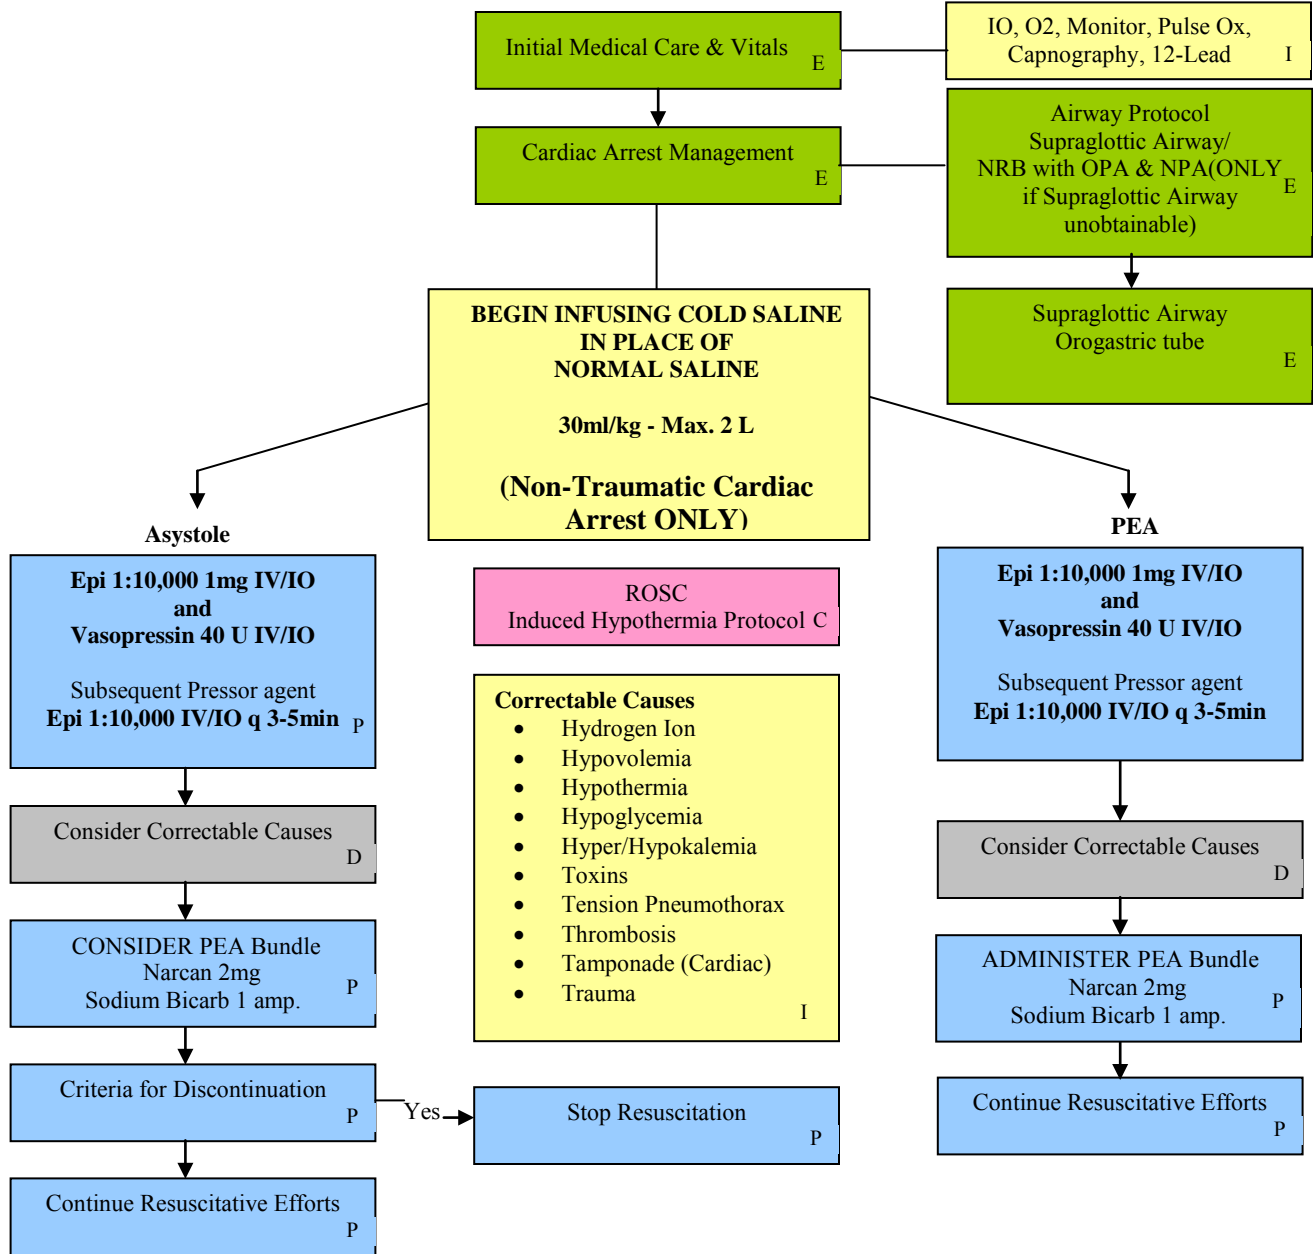 Initial Medical Care & Vitals
E
IO, O2, Monitor, Pulse Ox,
Capnography, 12-Lead
I
Cardiac Arrest Management
E
Airway Protocol
Supraglottic Airway/
NRB with OPA & NPA(ONLY
if Supraglottic Airway
unobtainable)
E
Supraglottic Airway
Orogastric tube
E
BEGIN INFUSING COLD SALINE
IN PLACE OF
NORMAL SALINE
30ml/kg - Max. 2 L
(Non-Traumatic Cardiac
Arrest ONLY)
Asystole
Epi 1:10,000 1mg IV/IO
and
Vasopressin 40 U IV/IO
Subsequent Pressor agent
Epi 1:10,000 IV/IO q 3-5min
P
Consider Correctable Causes
D
CONSIDER PEA Bundle
Narcan 2mg
Sodium Bicarb 1 amp.
P
Criteria for Discontinuation
P
Yes
Stop Resuscitation
P
Continue Resuscitative Efforts
P
ROSC
Induced Hypothermia Protocol C
Correctable Causes
• Hydrogen Ion
• Hypovolemia
• Hypothermia
• Hypoglycemia
• Hyper/Hypokalemia
• Toxins
• Tension Pneumothorax
• Thrombosis
• Tamponade (Cardiac)
• Trauma
I
PEA
Epi 1:10,000 1mg IV/IO
and
Vasopressin 40 U IV/IO
Subsequent Pressor agent
Epi 1:10,000 IV/IO q 3-5min
Consider Correctable Causes
D
ADMINISTER PEA Bundle
Narcan 2mg
Sodium Bicarb 1 amp.
P
Continue Resuscitative Efforts
P